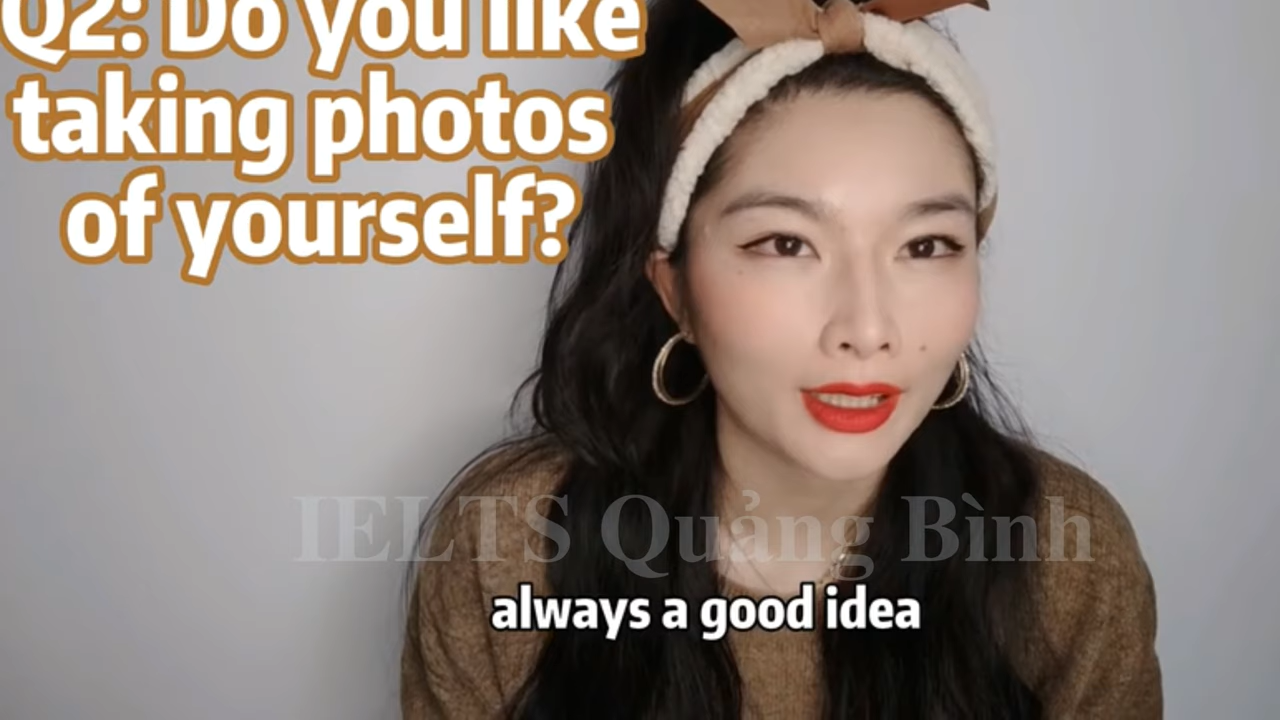 Q2: Do you like
taking photos
of yourself?
IELTS Quảng Bình
always a good idea